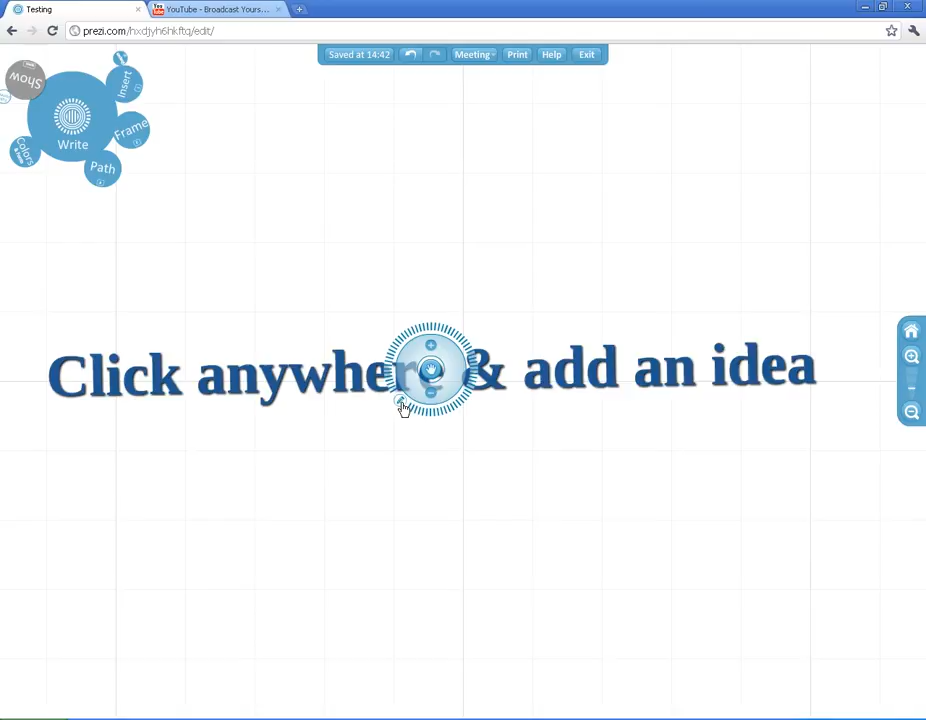 Testing
YouTube - Broadcast Yours...
prezi.com/hxdjyh6hkftq/edit/
Saved at 14:42
Meeting
Print
Help
Exit
Show
Insert
Frame
Write
Colors
Path
Click anywhere & add an idea